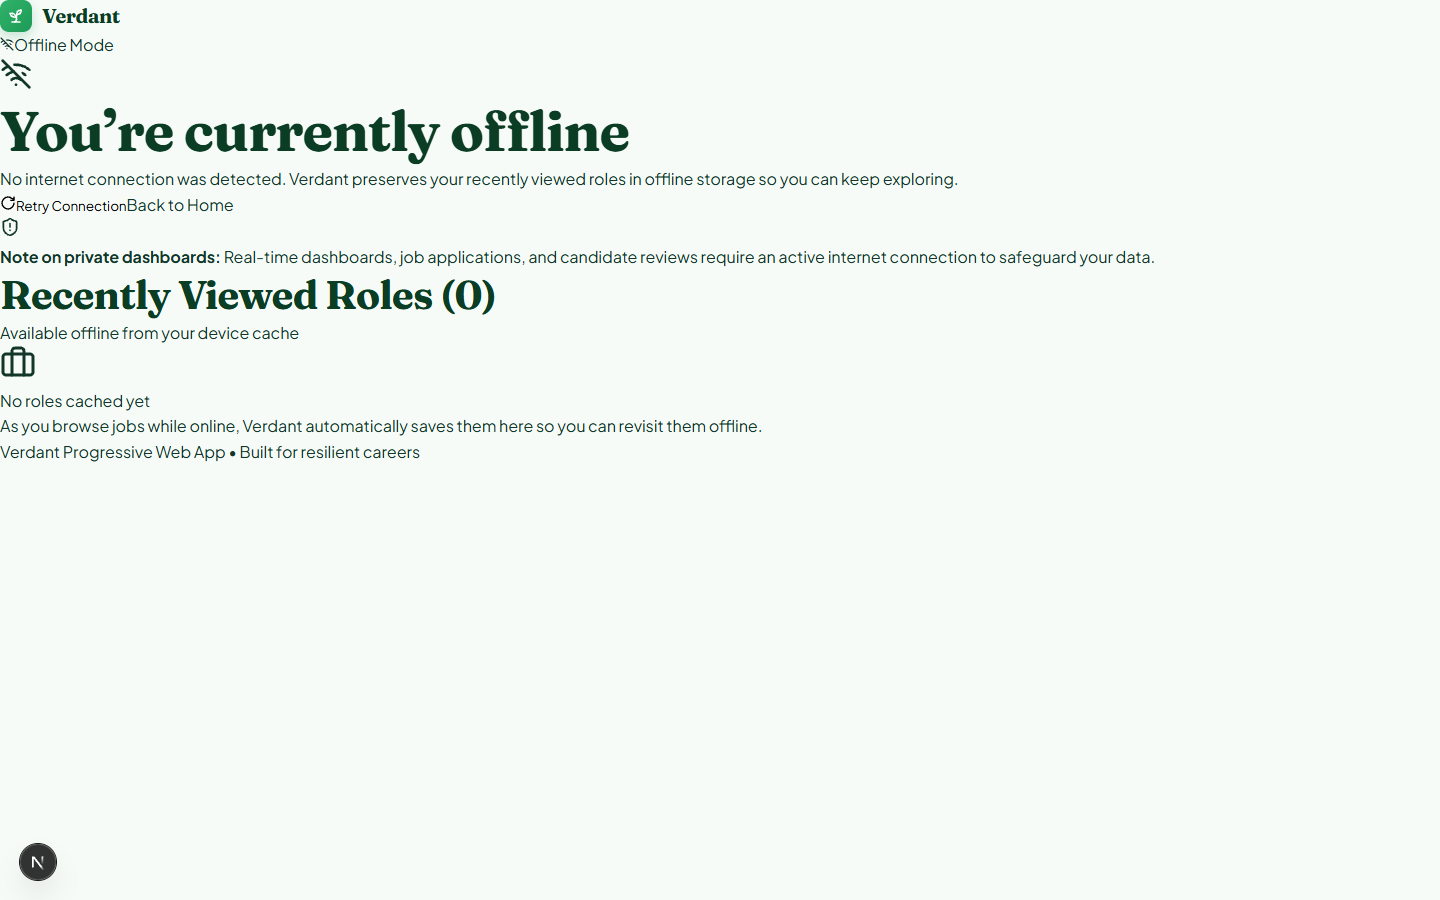 Verdant
Offline Mode
You’re currently offline
No internet connection was detected. Verdant preserves your recently viewed roles in offline storage so you can keep exploring.
Retry Connection Back to Home
Note on private dashboards: Real-time dashboards, job applications, and candidate reviews require an active internet connection to safeguard your data.
Recently Viewed Roles (0)
Available offline from your device cache
No roles cached yet
As you browse jobs while online, Verdant automatically saves them here so you can revisit them offline.
Verdant Progressive Web App • Built for resilient careers
N